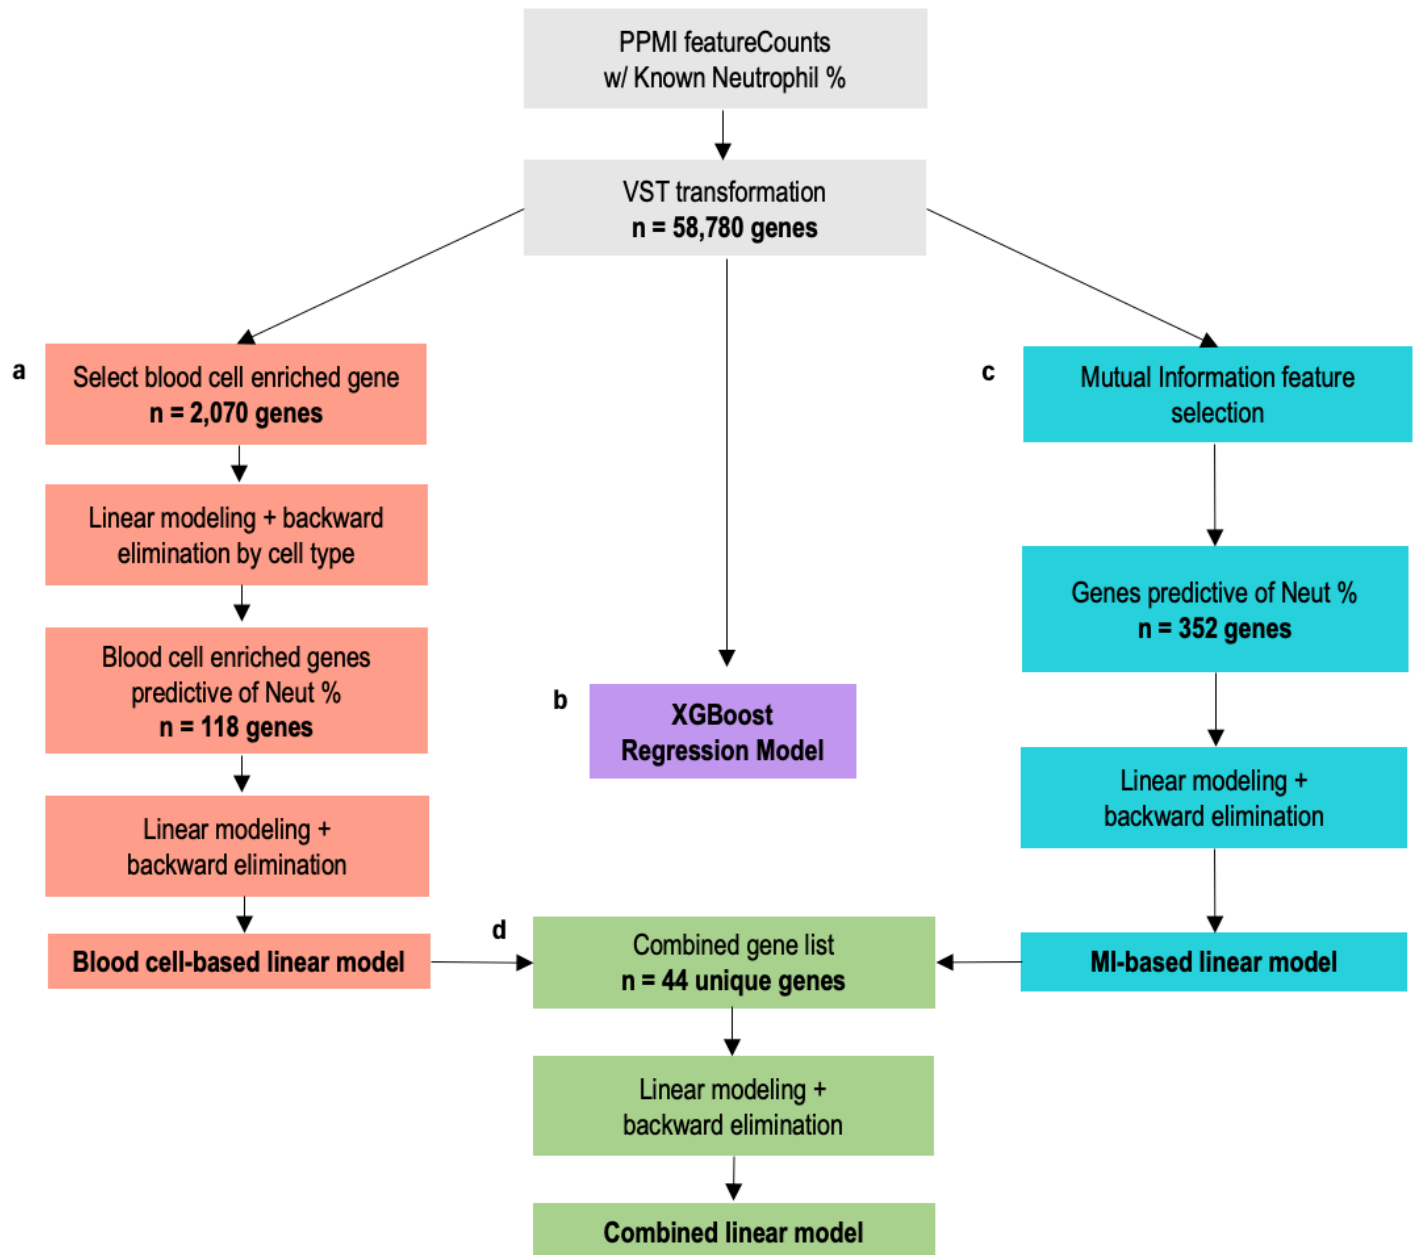 PPMI featureCounts
w/ Known Neutrophil %
VST transformation
n = 58,780 genes
a
Select blood cell enriched gene
n = 2,070 genes
Linear modeling + backward
elimination by cell type
Blood cell enriched genes
predictive of Neut %
n = 118 genes
Linear modeling +
backward elimination
Blood cell-based linear model
b
XGBoost
Regression Model
c
Mutual Information feature
selection
Genes predictive of Neut %
n = 352 genes
Linear modeling +
backward elimination
MI-based linear model
d
Combined gene list
n = 44 unique genes
Linear modeling +
backward elimination
Combined linear model